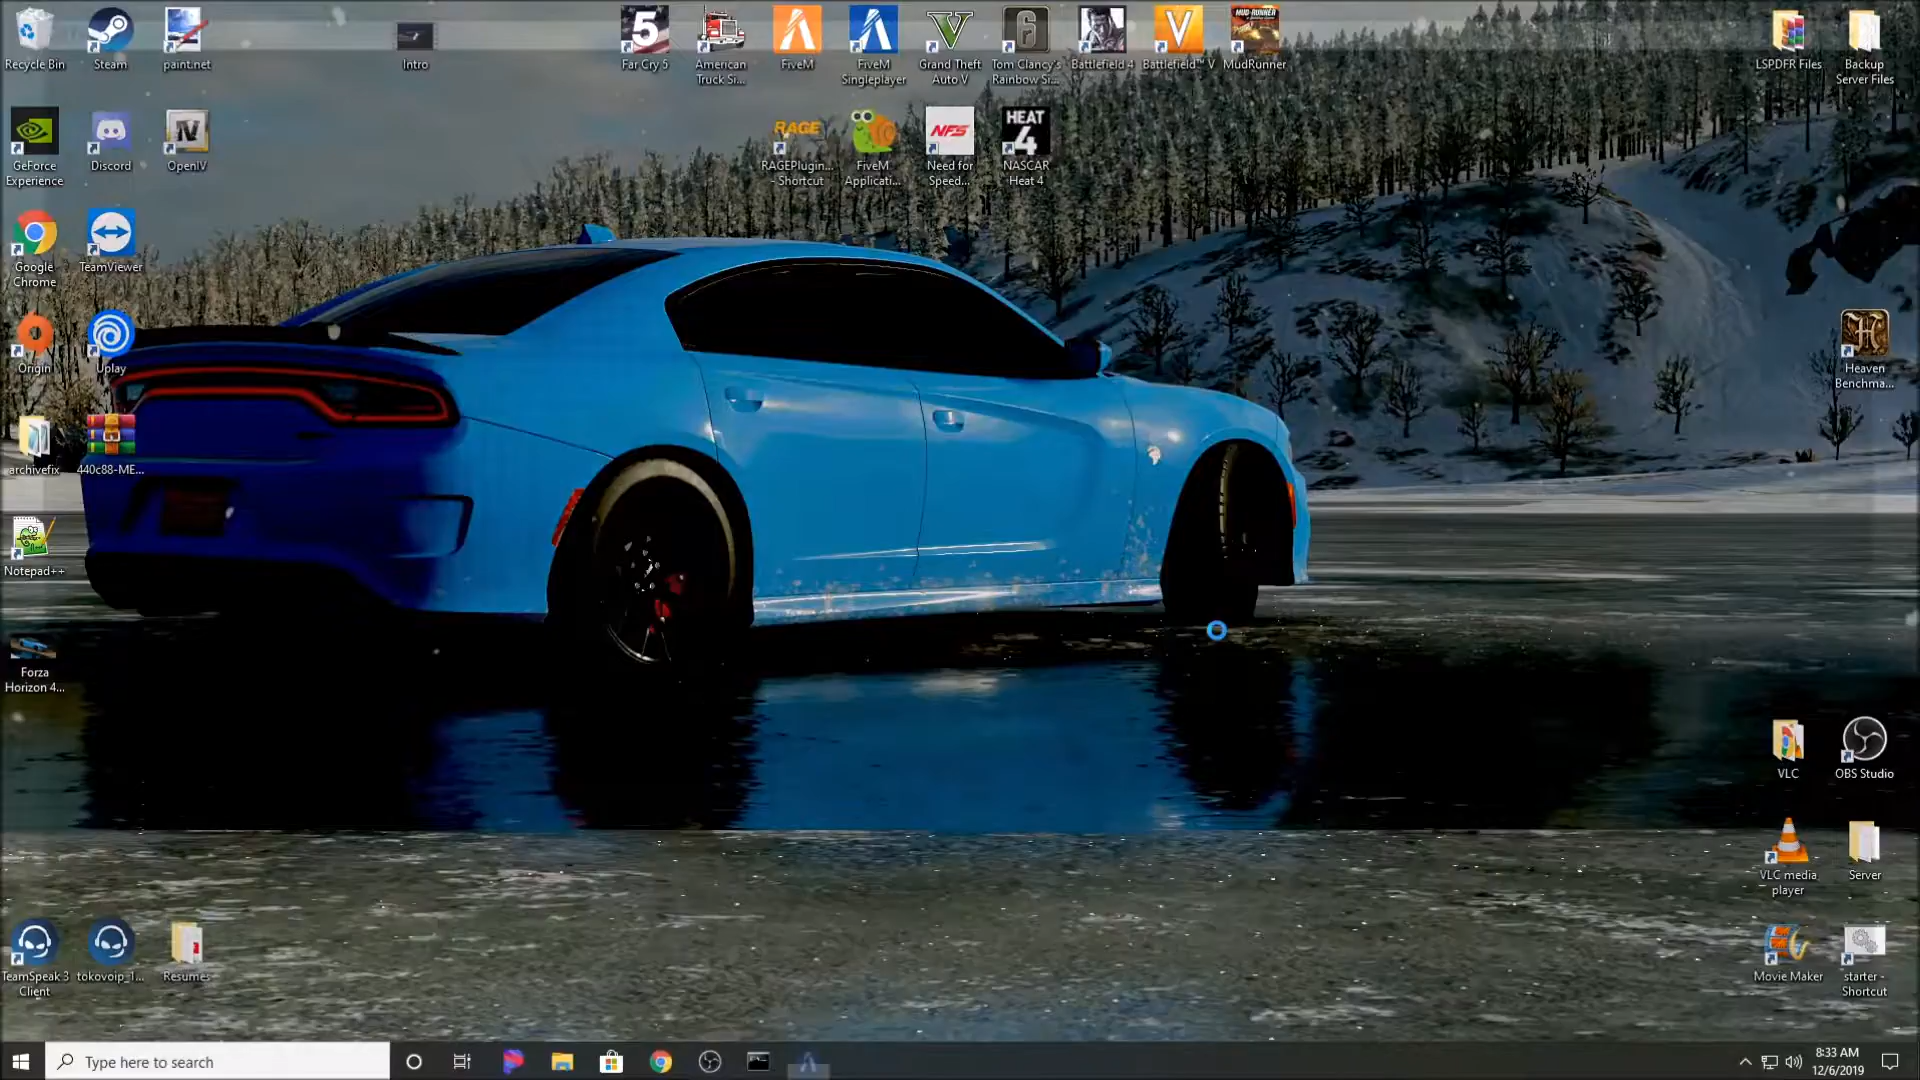 Recycle Bin
Steam
paint.net
Intro
5
Far Cry 5
American
Truck Si...
FiveM
FiveM
Singleplayer
V
Grand Theft
Auto V
6
Tom Clancy's
Rainbow Si...
Battlefield 4
V
Battlefield™ V
MUDRUNNER
MudRunner
LSPDFR Files
Backup
Server Files
GeForce
Experience
Discord
IV
OpenIV
RAGE
RAGEPlugin...
- Shortcut
FiveM
Applicati...
NFS
Need for
Speed...
HEAT
4
NASCAR
Heat 4
Google
Chrome
TeamViewer
Origin
Uplay
H
Heaven
Benchma...
archivefix
440c88-ME...
Notepad++
Forza
Horizon 4...
VLC
OBS Studio
VLC media
player
Server
TeamSpeak 3
Client
tokovoip_1...
Resumes
Movie Maker
starter -
Shortcut
Type here to search
8:33 AM
12/6/2019